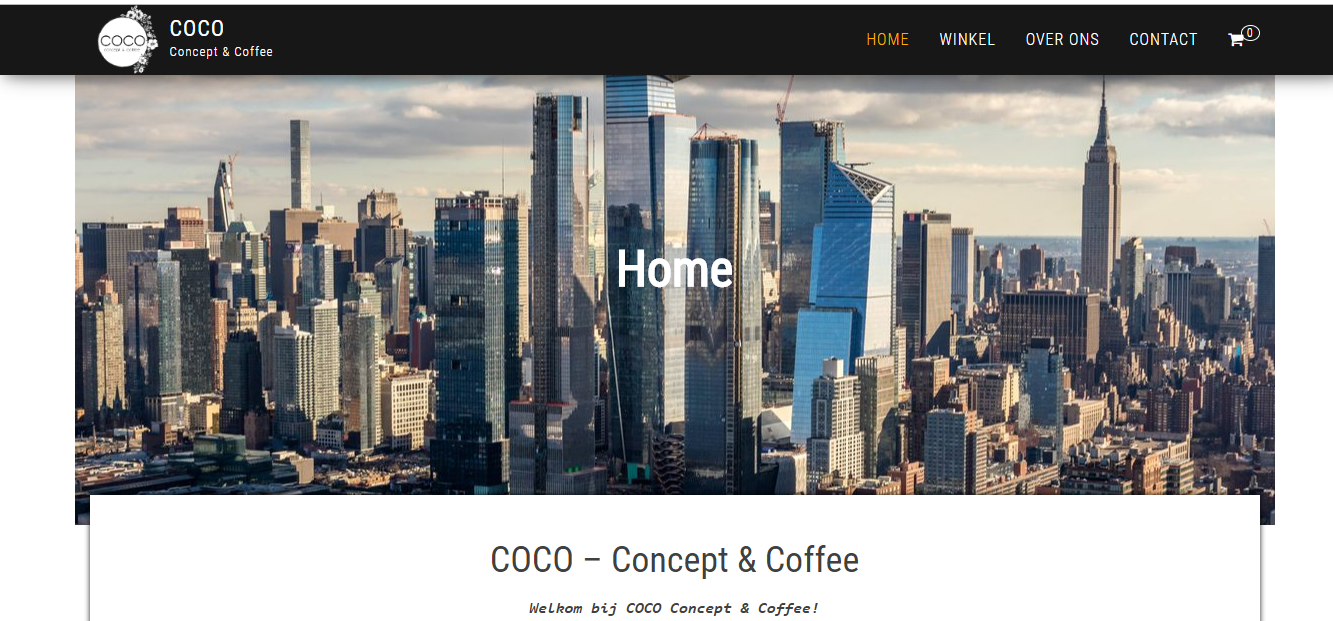 COCO
concept & coffee
COCO
Concept & Coffee
HOME
WINKEL
OVER ONS
CONTACT
0
Home
COCO – Concept & Coffee
Welkom bij COCO Concept & Coffee!